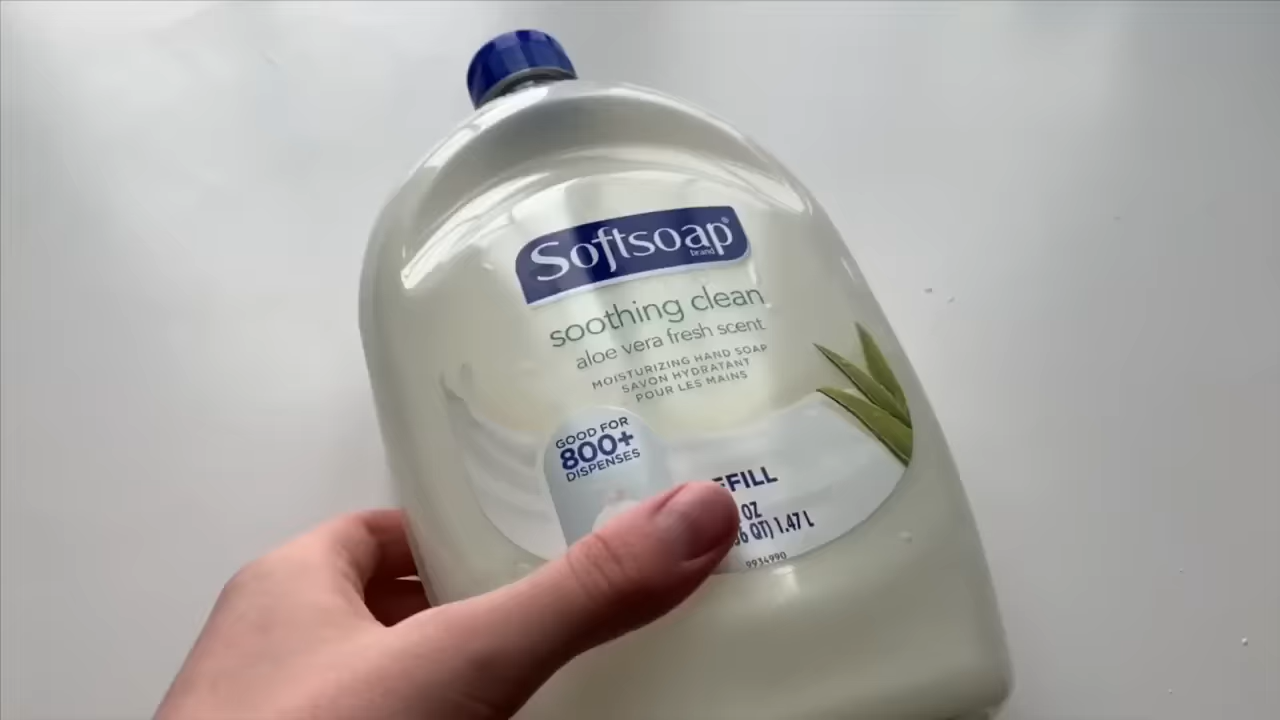 Softsoap®
brand
soothing clean
aloe vera fresh scent
MOISTURIZING HAND SOAP
SAVON HYDRATANT
POUR LES MAINS
GOOD FOR
800+
DISPENSES
OZ
QT) 1.47 L
9934990